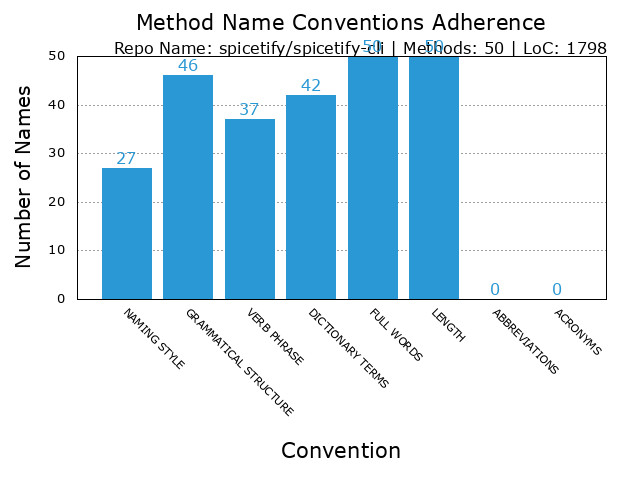 Method Name Conventions Adherence
Repo Name: spicetify/spicetify-cli | Methods: 50 | LoC: 1798
Number of Names
50
40
30
20
10
0
27
46
37
42
50
50
0
0
NAMING STYLE
GRAMMATICAL STRUCTURE
VERB PHRASE
DICTIONARY TERMS
FULL WORDS
LENGTH
ABBREVIATIONS
ACRONYMS
Convention